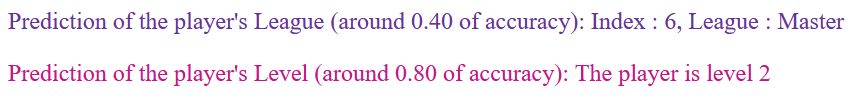 Prediction of the player's League (around 0.40 of accuracy): Index : 6, League : Master
Prediction of the player's Level (around 0.80 of accuracy): The player is level 2